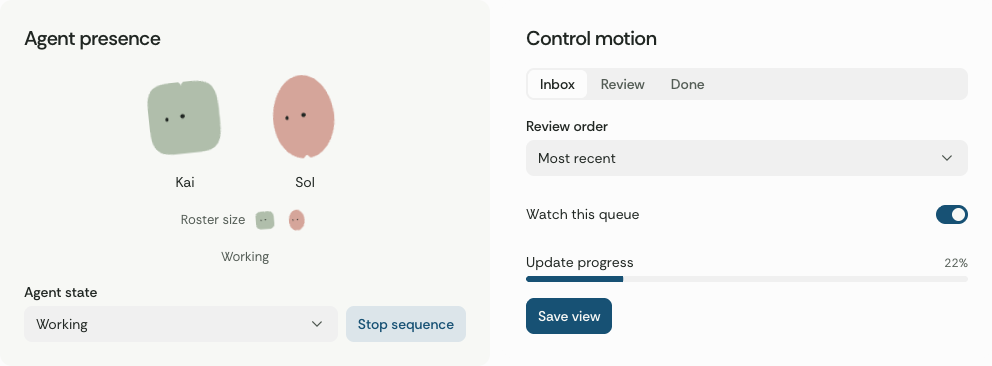 Agent presence
Kai
Sol
Roster size
Working
Agent state
Working
Stop sequence
Control motion
Inbox
Review
Done
Review order
Most recent
Watch this queue
Update progress
22%
Save view